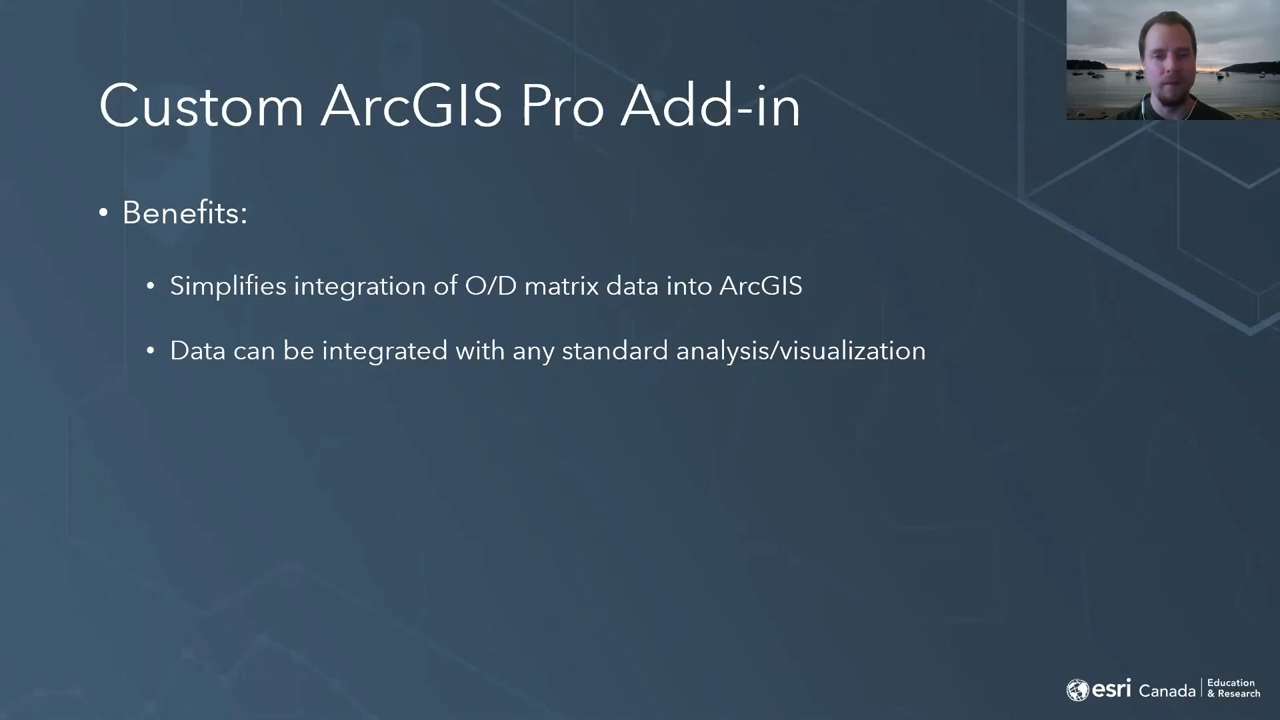 Custom ArcGIS Pro Add-in
• Benefits:
• Simplifies integration of O/D matrix data into ArcGIS
• Data can be integrated with any standard analysis/visualization
esri Canada
Education
& Research